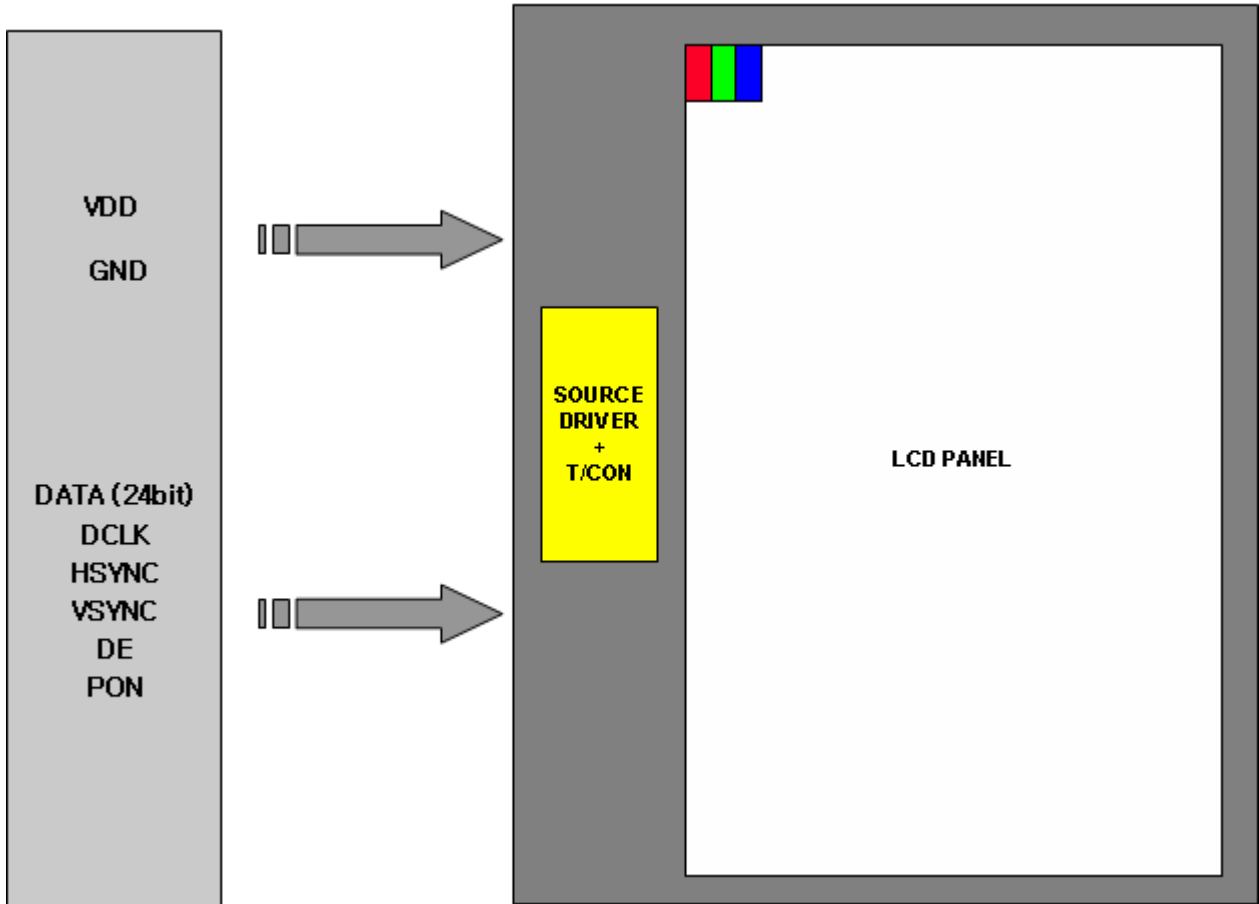 VDD
GND
DATA (24bit)
DCLK
HSYNC
VSYNC
DE
PON
SOURCE
DRIVER
+
T/CON
LCD PANEL